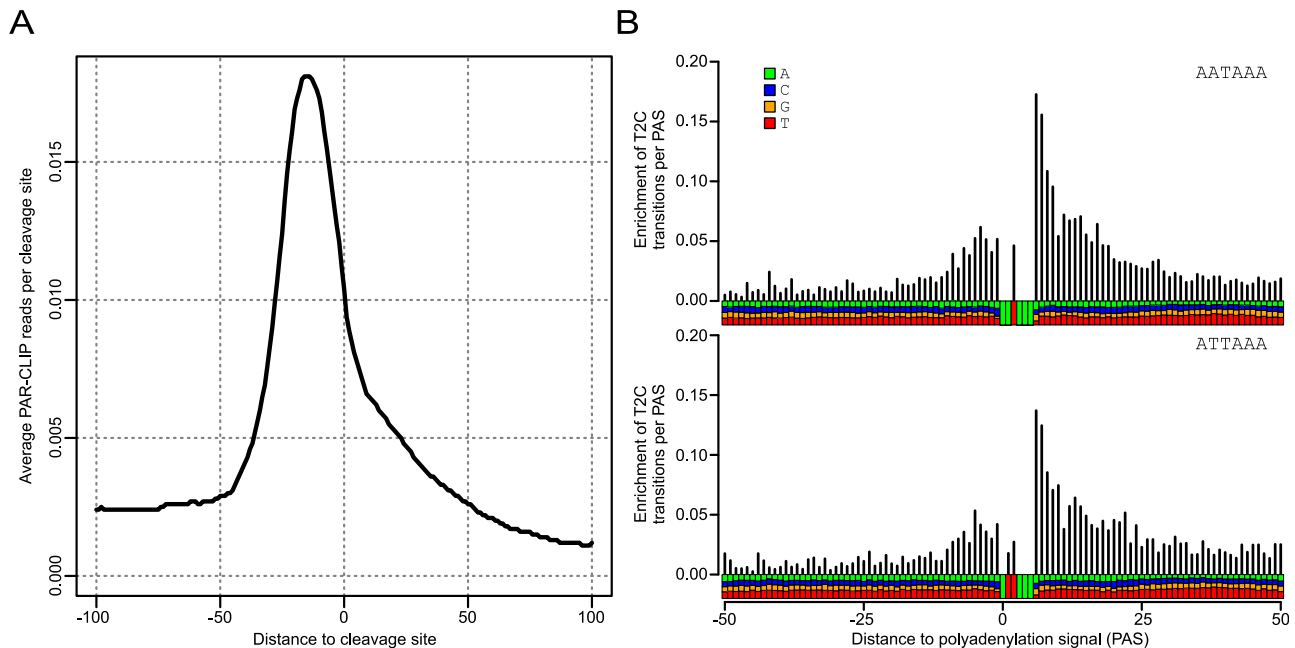 A
Average PAR-CLIP reads per cleavage site
0.015
0.010
0.005
0.000
-100
-50
0
50
100
Distance to cleavage site
B
Enrichment of T2C
transitions per PAS
0.20
0.15
0.10
0.05
0.00
A
C
G
T
AATAAA
Enrichment of T2C
transitions per PAS
0.20
0.15
0.10
0.05
0.00
ATTAAA
-50
-25
0
25
50
Distance to polyadenylation signal (PAS)